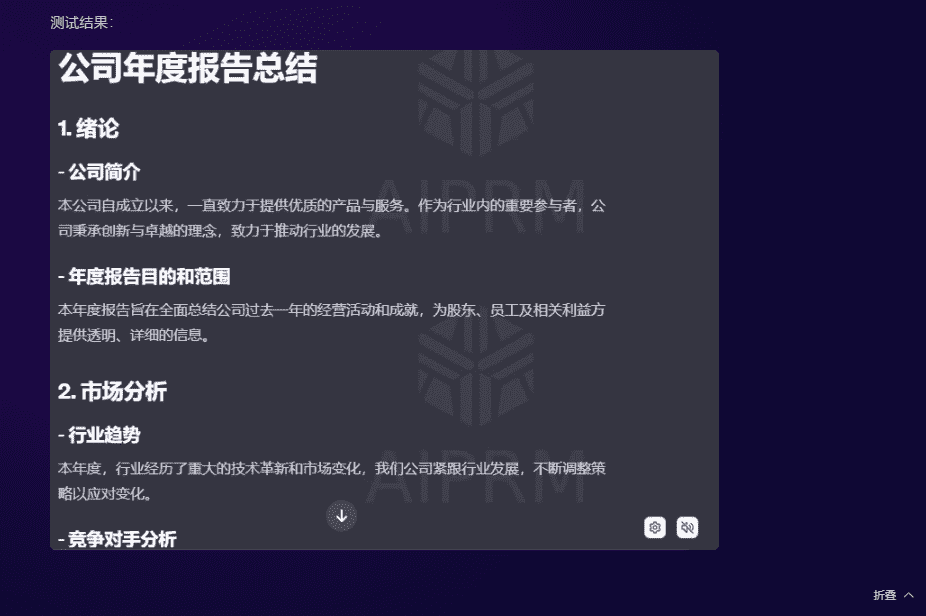 测试结果：
公司年度报告总结
1. 绪论
- 公司简介
本公司自成立以来，一直致力于提供优质的产品与服务。作为行业内的重要参与者，公
司秉承创新与卓越的理念，致力于推动行业的发展。
- 年度报告目的和范围
本年度报告旨在全面总结公司过去一年的经营活动和成就，为股东、员工及相关利益方
提供透明、详细的信息。
2. 市场分析
- 行业趋势
本年度，行业经历了重大的技术革新和市场变化，我们公司紧跟行业发展，不断调整策
略以应对变化。
- 竞争对手分析
AIPRM
AIPRM
折叠